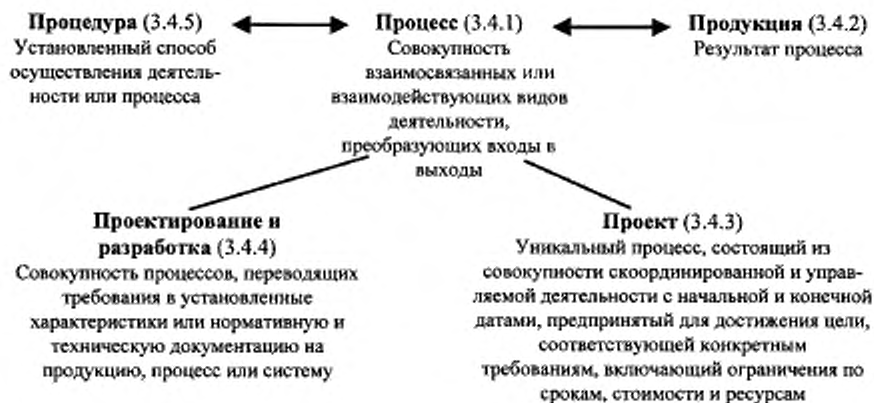 Процедура (3.4.5)
Установленный способ
осуществления деятель-
ности или процесса
Процесс (3.4.1)
Совокупность
взаимосвязанных или
взаимодействующих видов
деятельности,
преобразующих входы в
выходы
Продукция (3.4.2)
Результат процесса
Проектирование и
разработка (3.4.4)
Совокупность процессов, переводящих
требования в установленные
характеристики или нормативную и
техническую документацию на
продукцию, процесс или систему
Проект (3.4.3)
Уникальный процесс, состоящий из
совокупности скоординированной и управ-
ляемой деятельности с начальной и конечной
датами, предпринятый для достижения цели,
соответствующей конкретным
требованиям, включающий ограничения по
срокам, стоимости и ресурсам